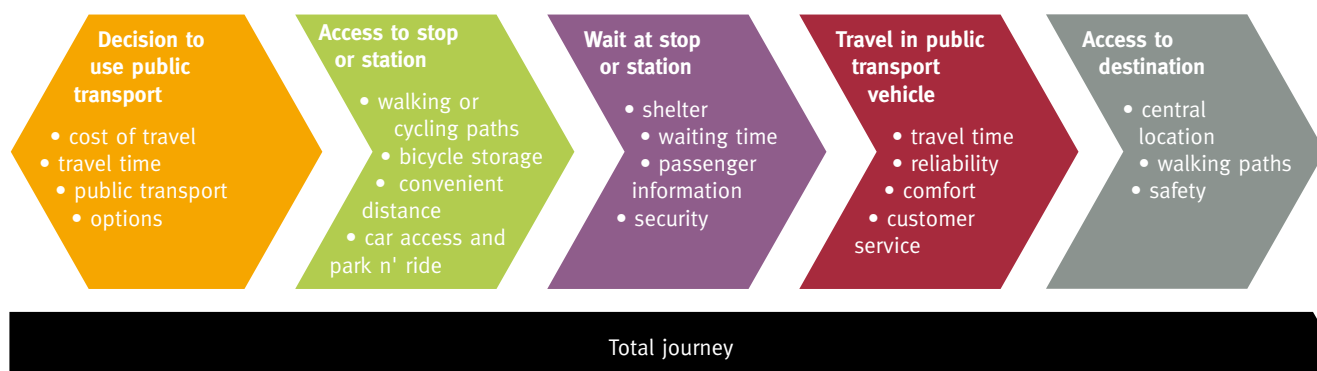 Decision to
use public
transport
• cost of travel
• travel time
• public transport
• options
Access to stop
or station
• walking or
cycling paths
• bicycle storage
• convenient
distance
• car access and
park n' ride
Wait at stop
or station
• shelter
• waiting time
• passenger
information
• security
Travel in public
transport
vehicle
• travel time
• reliability
• comfort
• customer
service
Access to
destination
• central
location
• walking paths
• safety
Total journey